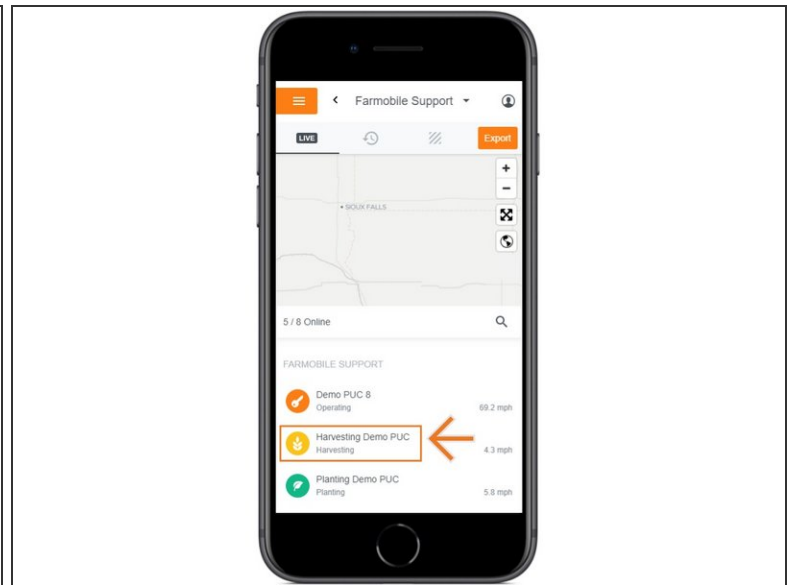 Farmobile Support
LIVE
Export
+
−
SIOUX FALLS
5 / 8 Online
FARMOBILE SUPPORT
Demo PUC 8
Operating
69.2 mph
Harvesting Demo PUC
Harvesting
4.3 mph
Planting Demo PUC
Planting
5.8 mph